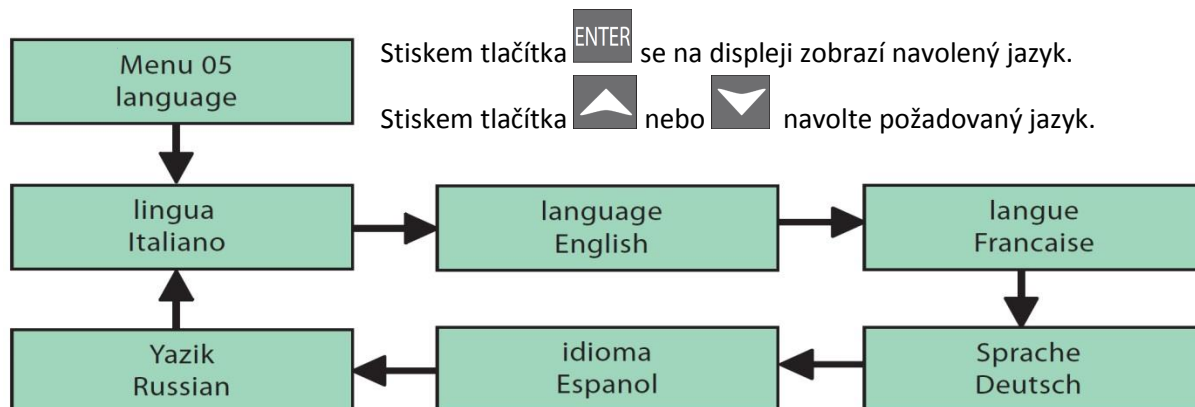 Menu 05
language
Stiskem tlačítka ENTER se na displeji zobrazí navolený jazyk.
Stiskem tlačítka nebo navolte požadovaný jazyk.
lingua
Italiano
language
English
langue
Francaise
Yazik
Russian
idioma
Espanol
Sprache
Deutsch